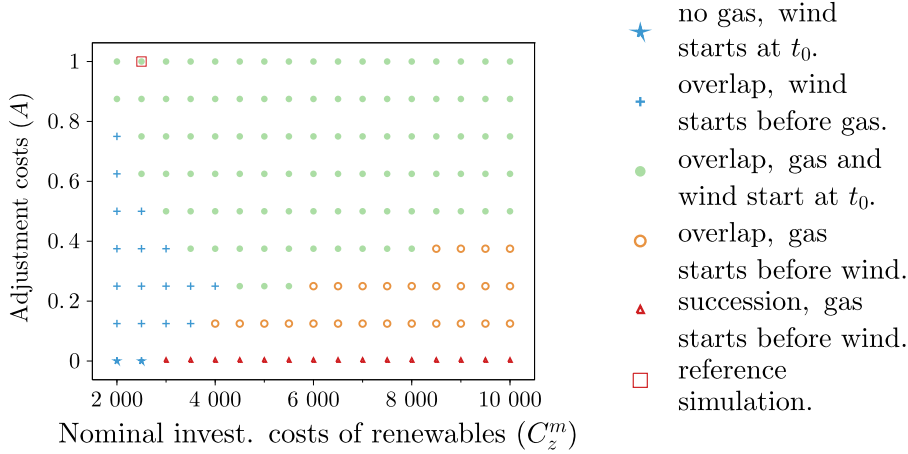 1
0.8
0.6
0.4
0.2
0
Adjustment costs (A)
2 000 4 000 6 000 8 000 10 000
Nominal invest. costs of renewables (C_z^m)
no gas, wind
starts at t_0.
overlap, wind
starts before gas.
overlap, gas and
wind start at t_0.
overlap, gas
starts before wind.
succession, gas
starts before wind.
reference
simulation.